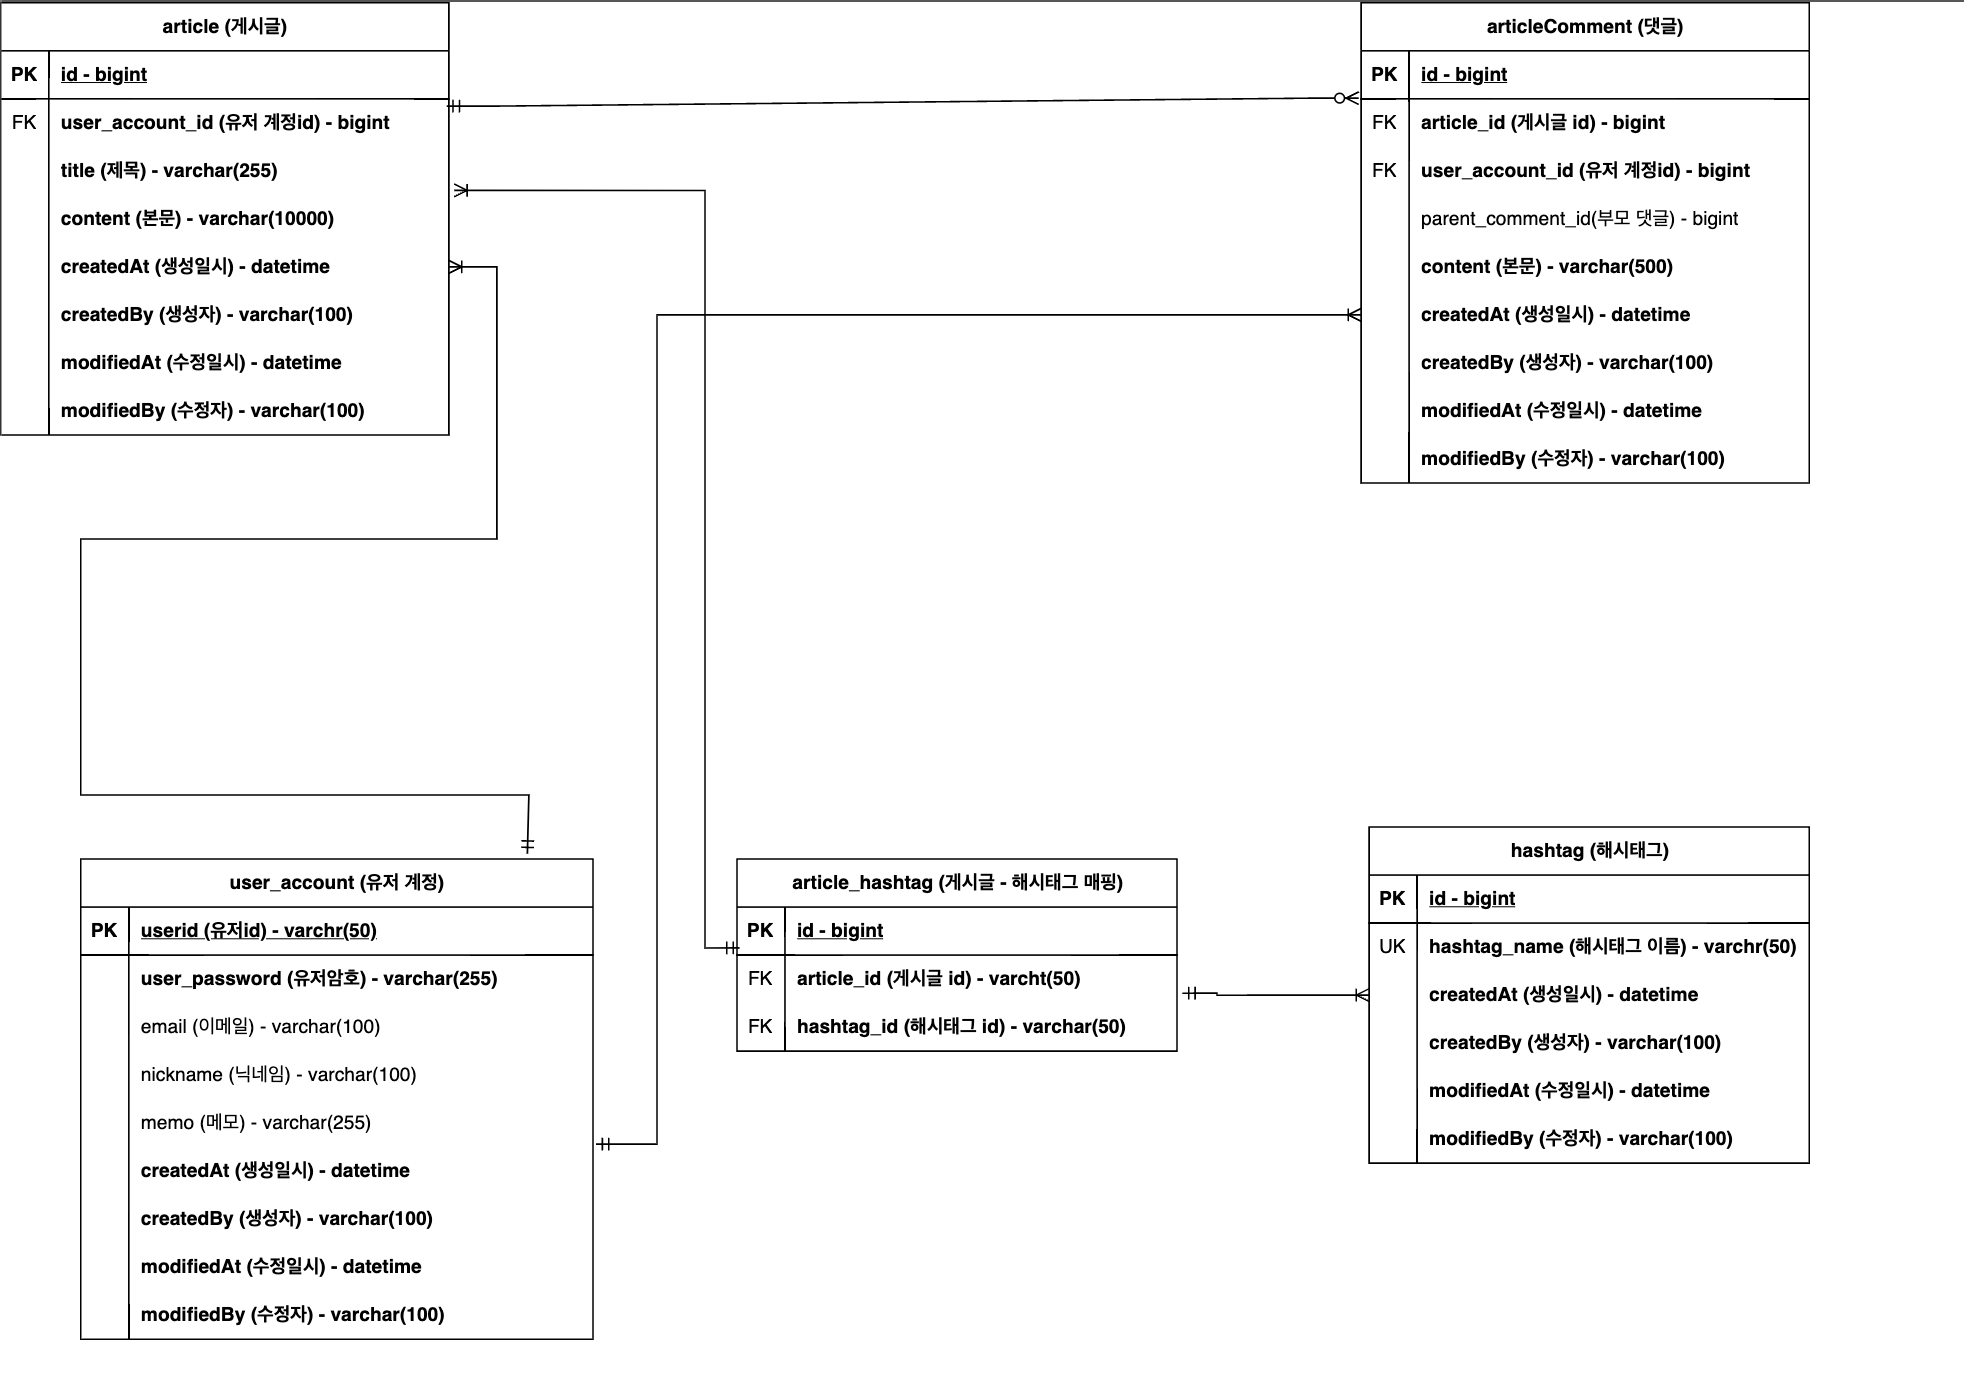 article (게시글)
PK id - bigint
FK user_account_id (유저 계정id) - bigint
title (제목) - varchar(255)
content (본문) - varchar(10000)
createdAt (생성일시) - datetime
createdBy (생성자) - varchar(100)
modifiedAt (수정일시) - datetime
modifiedBy (수정자) - varchar(100)
articleComment (댓글)
PK id - bigint
FK article_id (게시글 id) - bigint
FK user_account_id (유저 계정id) - bigint
parent_comment_id(부모 댓글) - bigint
content (본문) - varchar(500)
createdAt (생성일시) - datetime
createdBy (생성자) - varchar(100)
modifiedAt (수정일시) - datetime
modifiedBy (수정자) - varchar(100)
user_account (유저 계정)
PK userid (유저id) - varchr(50)
user_password (유저암호) - varchar(255)
email (이메일) - varchar(100)
nickname (닉네임) - varchar(100)
memo (메모) - varchar(255)
createdAt (생성일시) - datetime
createdBy (생성자) - varchar(100)
modifiedAt (수정일시) - datetime
modifiedBy (수정자) - varchar(100)
article_hashtag (게시글 - 해시태그 매핑)
PK id - bigint
FK article_id (게시글 id) - varcht(50)
FK hashtag_id (해시태그 id) - varchar(50)
hashtag (해시태그)
PK id - bigint
UK hashtag_name (해시태그 이름) - varchr(50)
createdAt (생성일시) - datetime
createdBy (생성자) - varchar(100)
modifiedAt (수정일시) - datetime
modifiedBy (수정자) - varchar(100)